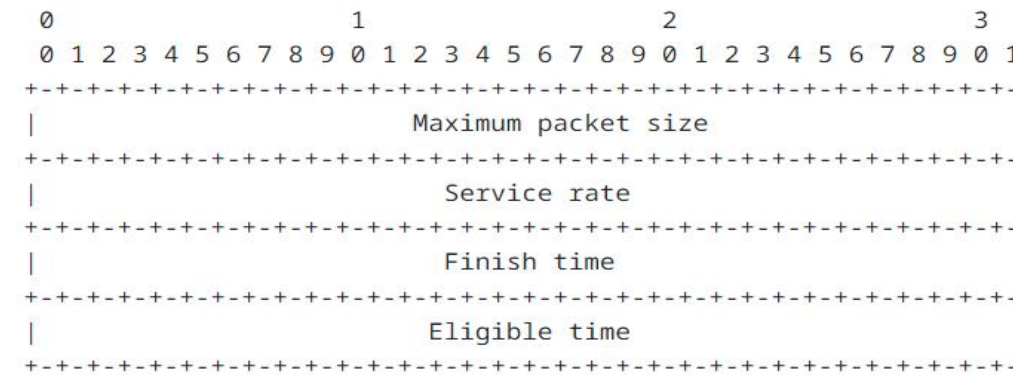 0                   1                   2                   3
0 1 2 3 4 5 6 7 8 9 0 1 2 3 4 5 6 7 8 9 0 1 2 3 4 5 6 7 8 9 0 1
+-+-+-+-+-+-+-+-+-+-+-+-+-+-+-+-+-+-+-+-+-+-+-+-+-+-+-+-+-+-+-+-
|                        Maximum packet size
+-+-+-+-+-+-+-+-+-+-+-+-+-+-+-+-+-+-+-+-+-+-+-+-+-+-+-+-+-+-+-+-
|                          Service rate
+-+-+-+-+-+-+-+-+-+-+-+-+-+-+-+-+-+-+-+-+-+-+-+-+-+-+-+-+-+-+-+-
|                          Finish time
+-+-+-+-+-+-+-+-+-+-+-+-+-+-+-+-+-+-+-+-+-+-+-+-+-+-+-+-+-+-+-+-
|                         Eligible time
+-+-+-+-+-+-+-+-+-+-+-+-+-+-+-+-+-+-+-+-+-+-+-+-+-+-+-+-+-+-+-+-